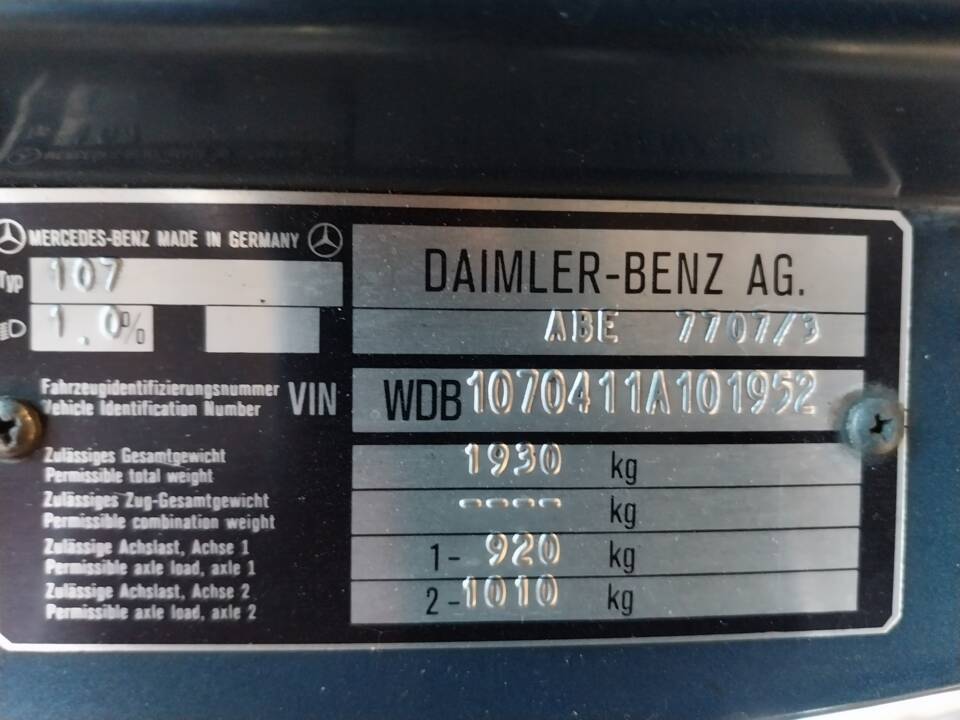 MERCEDES-BENZ MADE IN GERMANY
DAIMLER-BENZ AG.
Typ 107
1.0%
ABE 7707/3
Fahrzeugidentifizierungsnummer
Vehicle Identification Number
VIN
WDB1070411A101952
Zulässiges Gesamtgewicht
Permissible total weight
1930 kg
Zulässiges Zug-Gesamtgewicht
Permissible combination weight
---- kg
Zulässige Achslast, Achse 1
Permissible axle load, axle 1
1-920 kg
Zulässige Achslast, Achse 2
Permissible axle load, axle 2
2-1010 kg